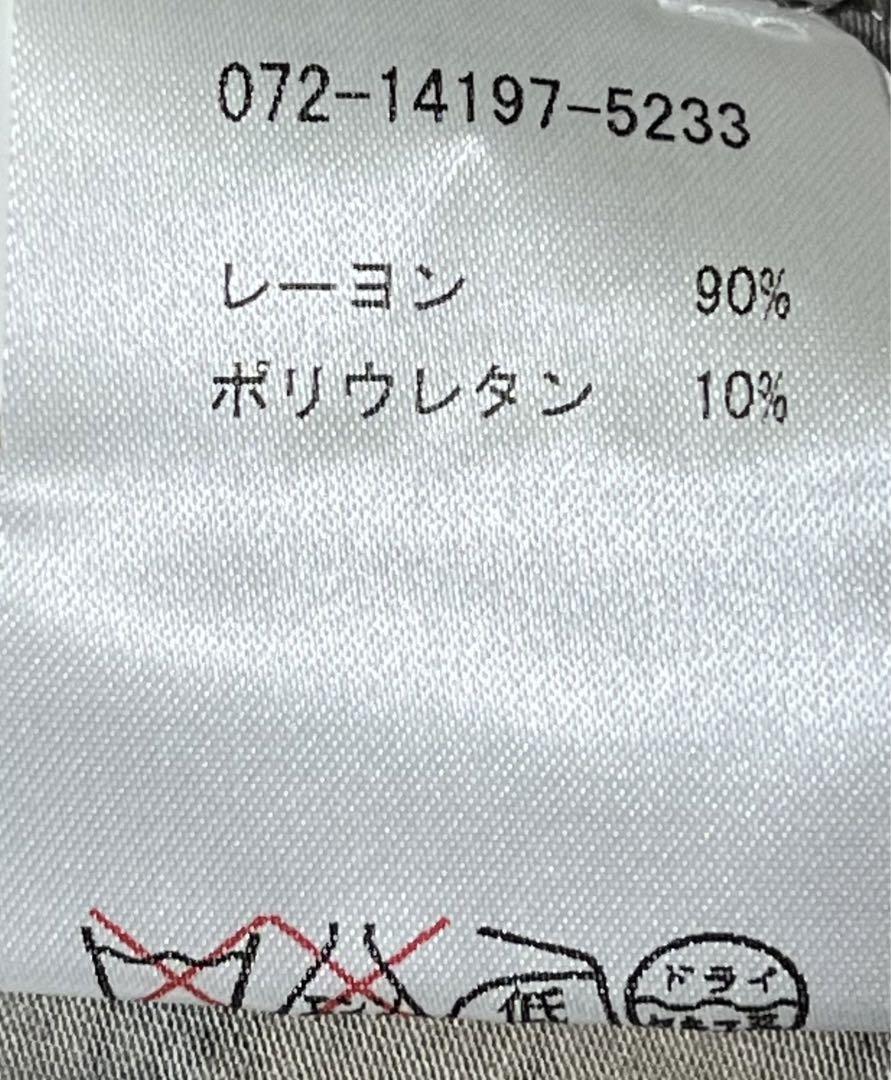 072-14197-5233
レーヨン 90%
ポリウレタン 10%
低
ドライ